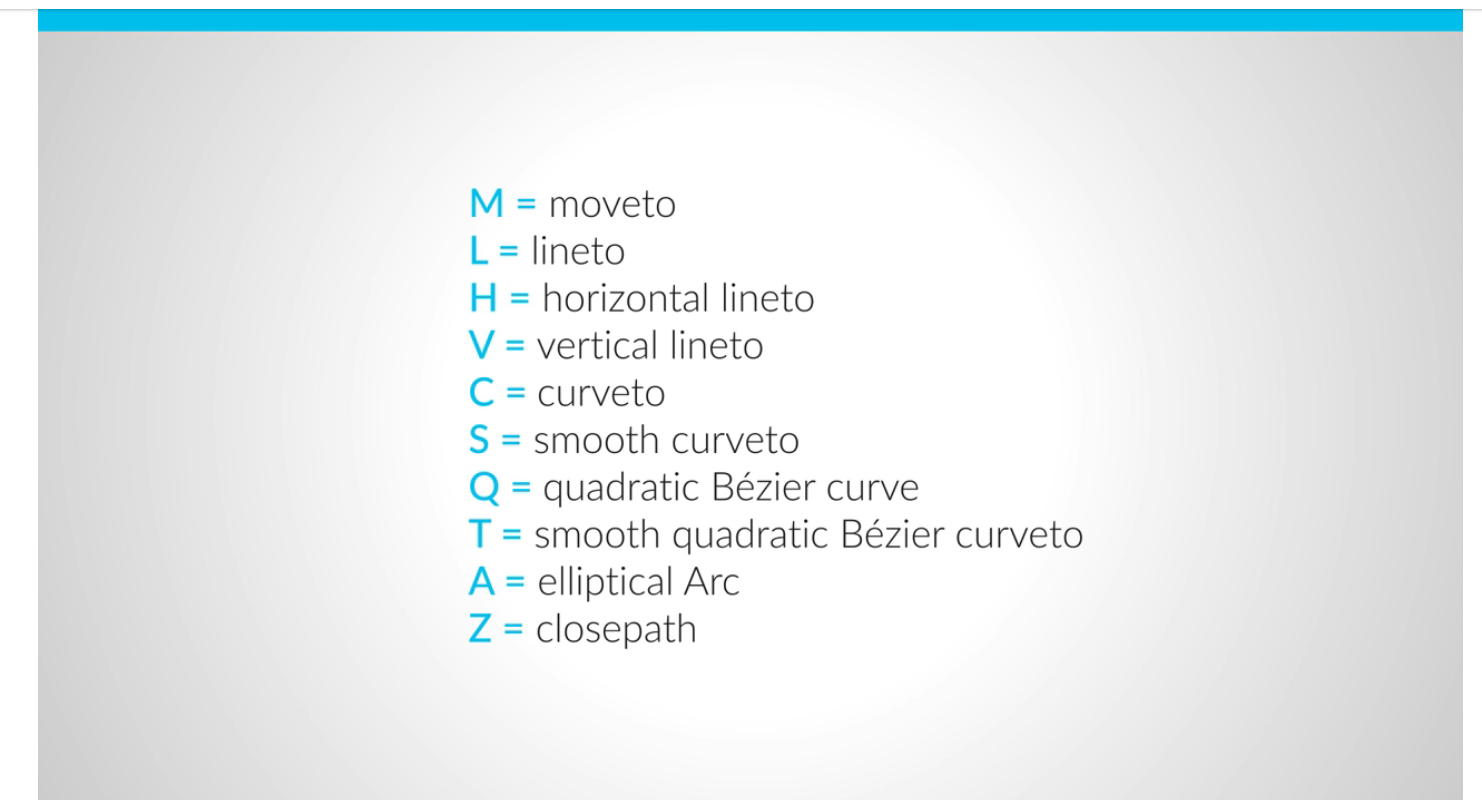 M = moveto
L = lineto
H = horizontal lineto
V = vertical lineto
C = curveto
S = smooth curveto
Q = quadratic Bézier curve
T = smooth quadratic Bézier curveto
A = elliptical Arc
Z = closepath